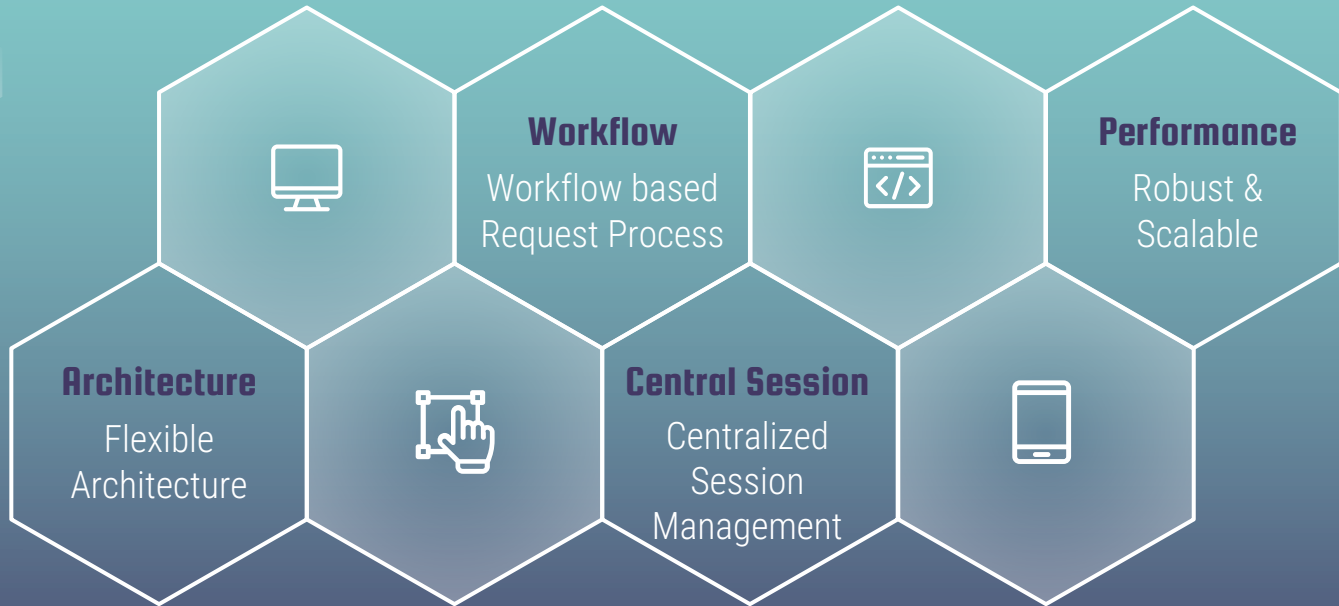 Workflow
Workflow based
Request Process
Performance
Robust &
Scalable
Architecture
Flexible
Architecture
Central Session
Centralized
Session
Management